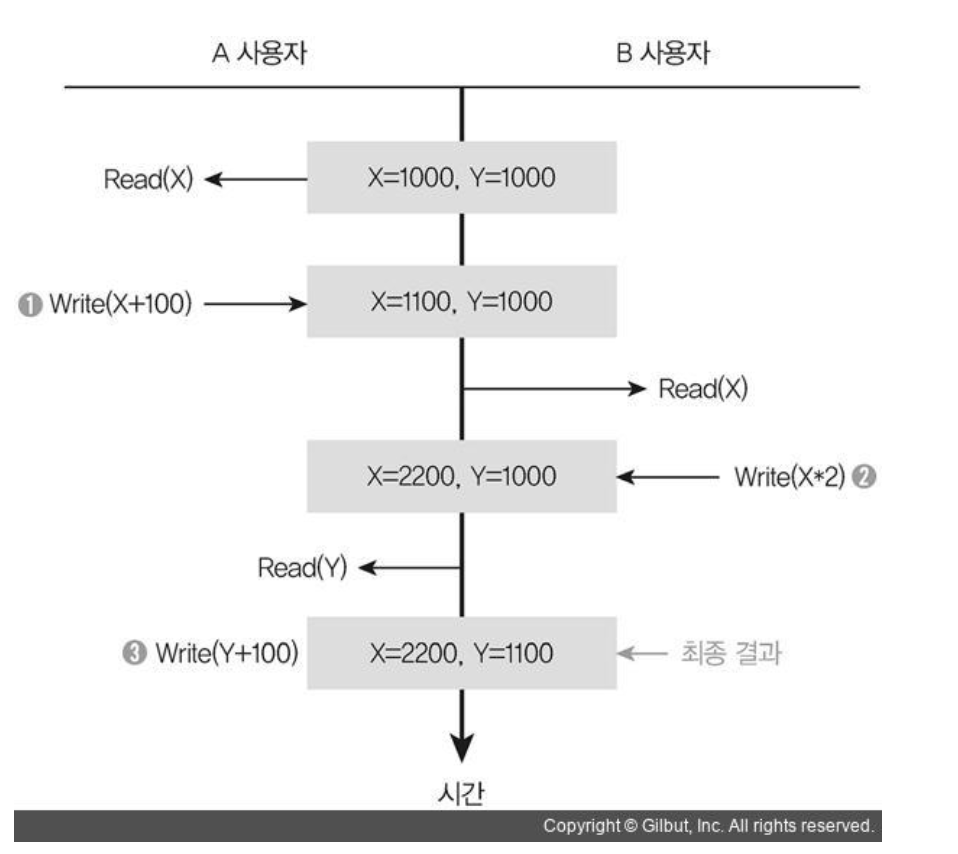 A 사용자 B 사용자
Read(X) X=1000, Y=1000
❶ Write(X+100) X=1100, Y=1000
Read(X)
X=2200, Y=1000 Write(X*2) ❷
Read(Y)
❸ Write(Y+100) X=2200, Y=1100 최종 결과
시간
Copyright © Gilbut, Inc. All rights reserved.